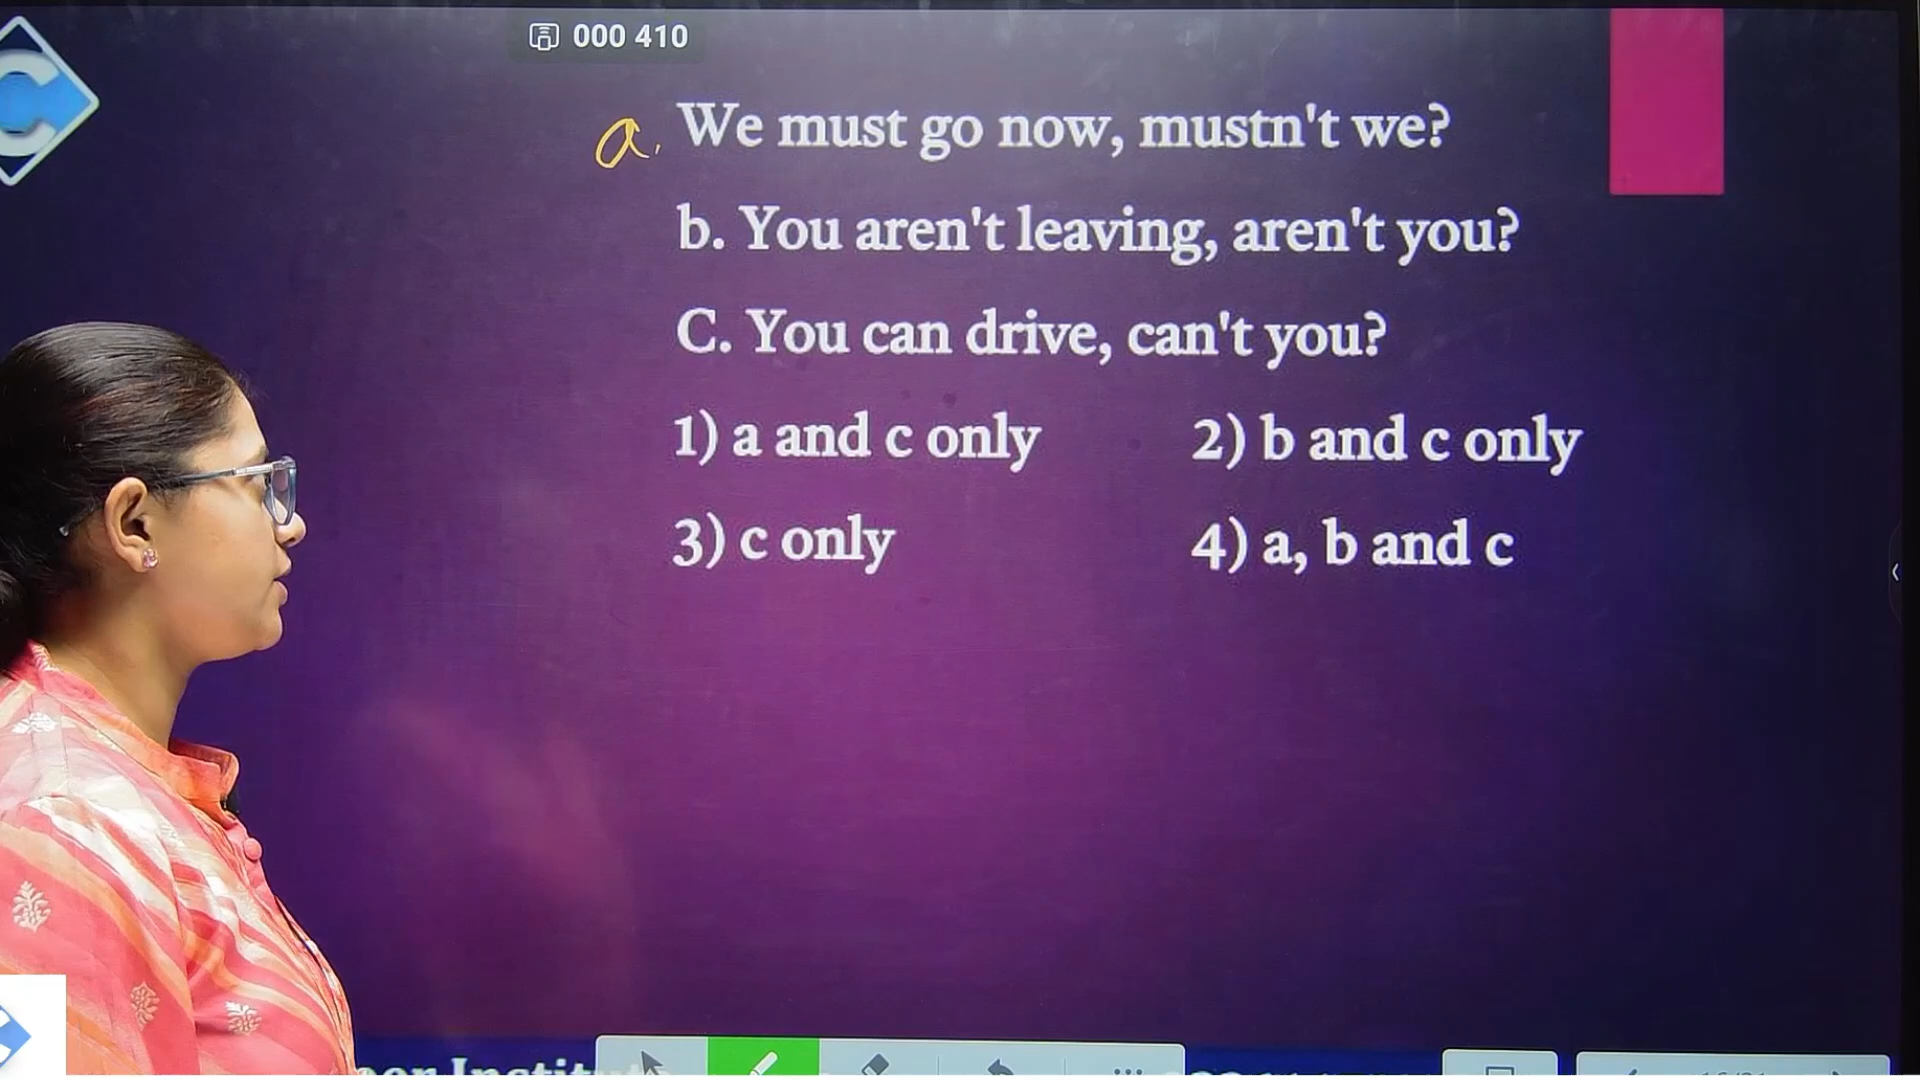 000 410
a. We must go now, mustn't we?
b. You aren't leaving, aren't you?
C. You can drive, can't you?
1) a and c only 2) b and c only
3) c only 4) a, b and c